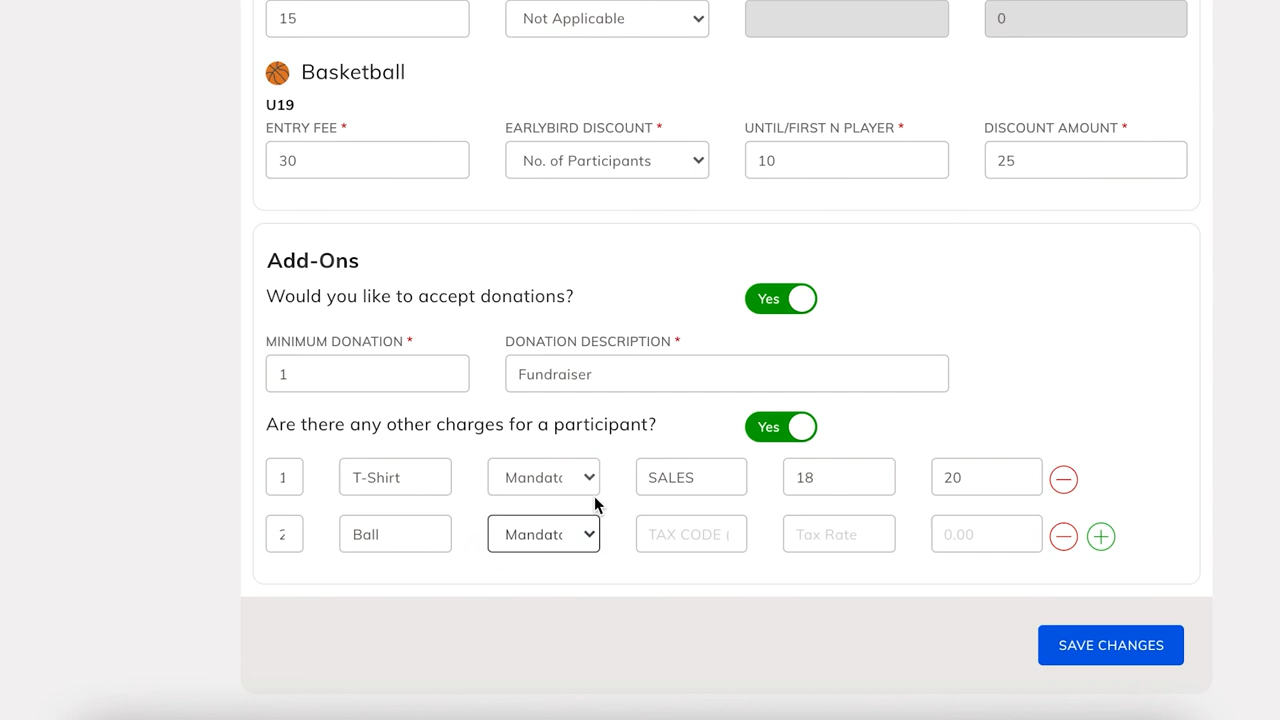 15 Not Applicable 0
Basketball
U19
ENTRY FEE * EARLYBIRD DISCOUNT * UNTIL/FIRST N PLAYER * DISCOUNT AMOUNT *
30 No. of Participants 10 25
Add-Ons
Would you like to accept donations? Yes
MINIMUM DONATION * DONATION DESCRIPTION *
1 Fundraiser
Are there any other charges for a participant? Yes
1 T-Shirt Mandatc SALES 18 20
2 Ball Mandatc TAX CODE ( Tax Rate 0.00
SAVE CHANGES